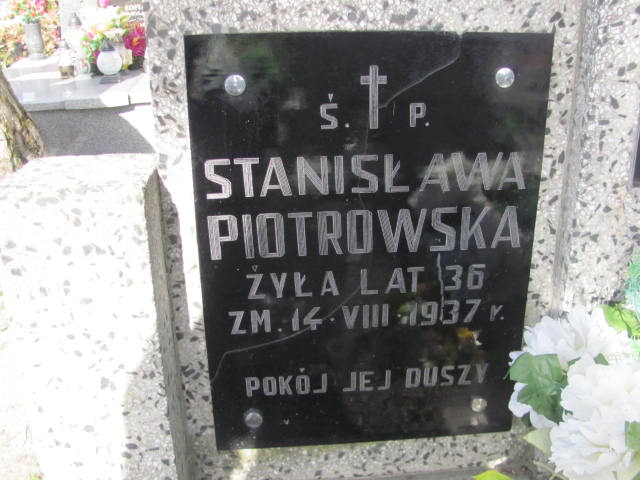 Ś. P.
STANISŁAWA
PIOTROWSKA
ŻYŁA LAT 36
ZM. 14 VIII 1937 r.
POKÓJ JEJ DUSZY